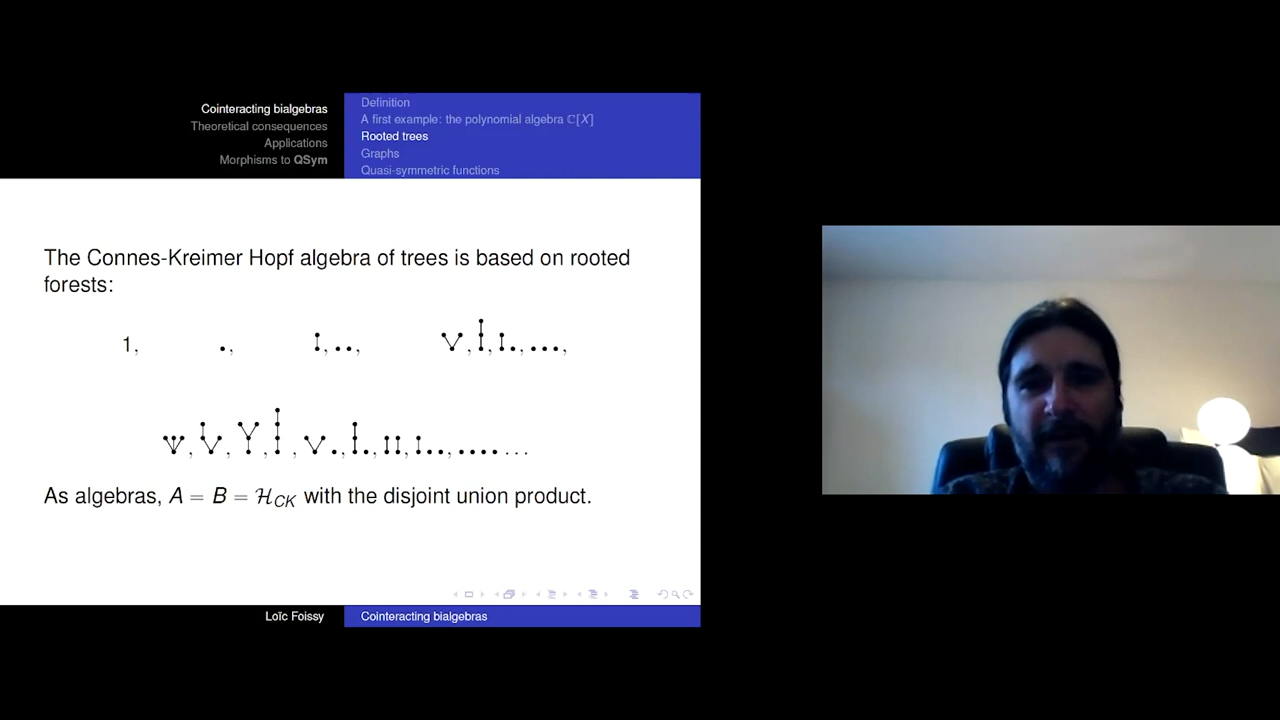 Cointeracting bialgebras
Theoretical consequences
Applications
Morphisms to QSym
Definition
A first example: the polynomial algebra ℂ[X]
Rooted trees
Graphs
Quasi-symmetric functions
The Connes-Kreimer Hopf algebra of trees is based on rooted
forests:
1,
As algebras, A = B = ℋ_CK with the disjoint union product.
Loïc Foissy
Cointeracting bialgebras